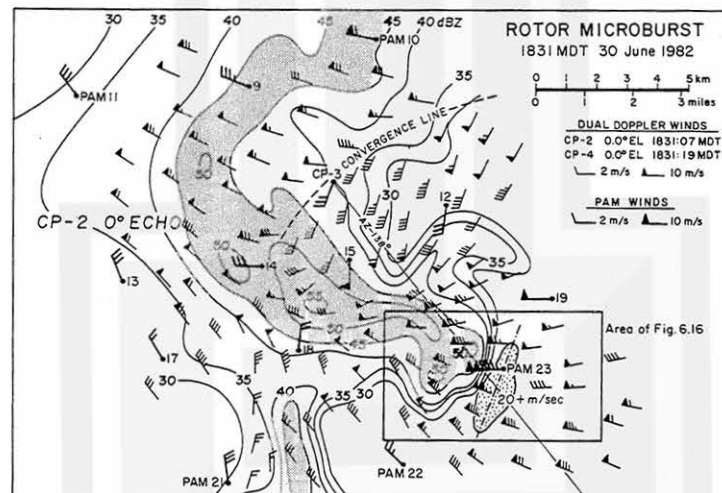 30 35 40 45 45 40 dBZ
ROTOR MICROBURST
1831 MDT 30 June 1982
0 1 2 3 4 5 km
0 1 2 3 miles
DUAL DOPPLER WINDS
CP-2 0.0°EL 1831:07 MDT
CP-4 0.0°EL 1831:19 MDT
2 m/s 10 m/s
PAM WINDS
2 m/s 10 m/s
PAM 10
PAM 11
9
35
CONVERGENCE LINE
CP-3
50
30
12
AZ-138°
CP-2 0° ECHO
50
14
15
35
13
55
19
50
45
18
Area of Fig. 6.16
17
50
PAM 23
30
35
40
35
30
20+ m/sec
PAM 21
PAM 22